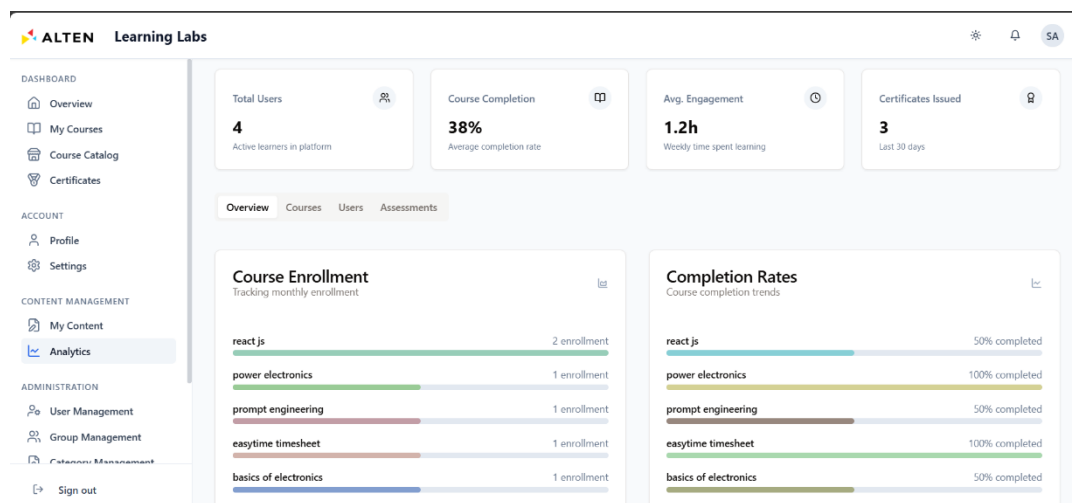 ALTEN Learning Labs
SA
DASHBOARD
Overview
My Courses
Course Catalog
Certificates
ACCOUNT
Profile
Settings
CONTENT MANAGEMENT
My Content
Analytics
ADMINISTRATION
User Management
Group Management
Category Management
Sign out
Total Users
4
Active learners in platform
Course Completion
38%
Average completion rate
Avg. Engagement
1.2h
Weekly time spent learning
Certificates Issued
3
Last 30 days
Overview Courses Users Assessments
Course Enrollment
Tracking monthly enrollment
react js 2 enrollment
power electronics 1 enrollment
prompt engineering 1 enrollment
easytime timesheet 1 enrollment
basics of electronics 1 enrollment
Completion Rates
Course completion trends
react js 50% completed
power electronics 100% completed
prompt engineering 50% completed
easytime timesheet 100% completed
basics of electronics 50% completed